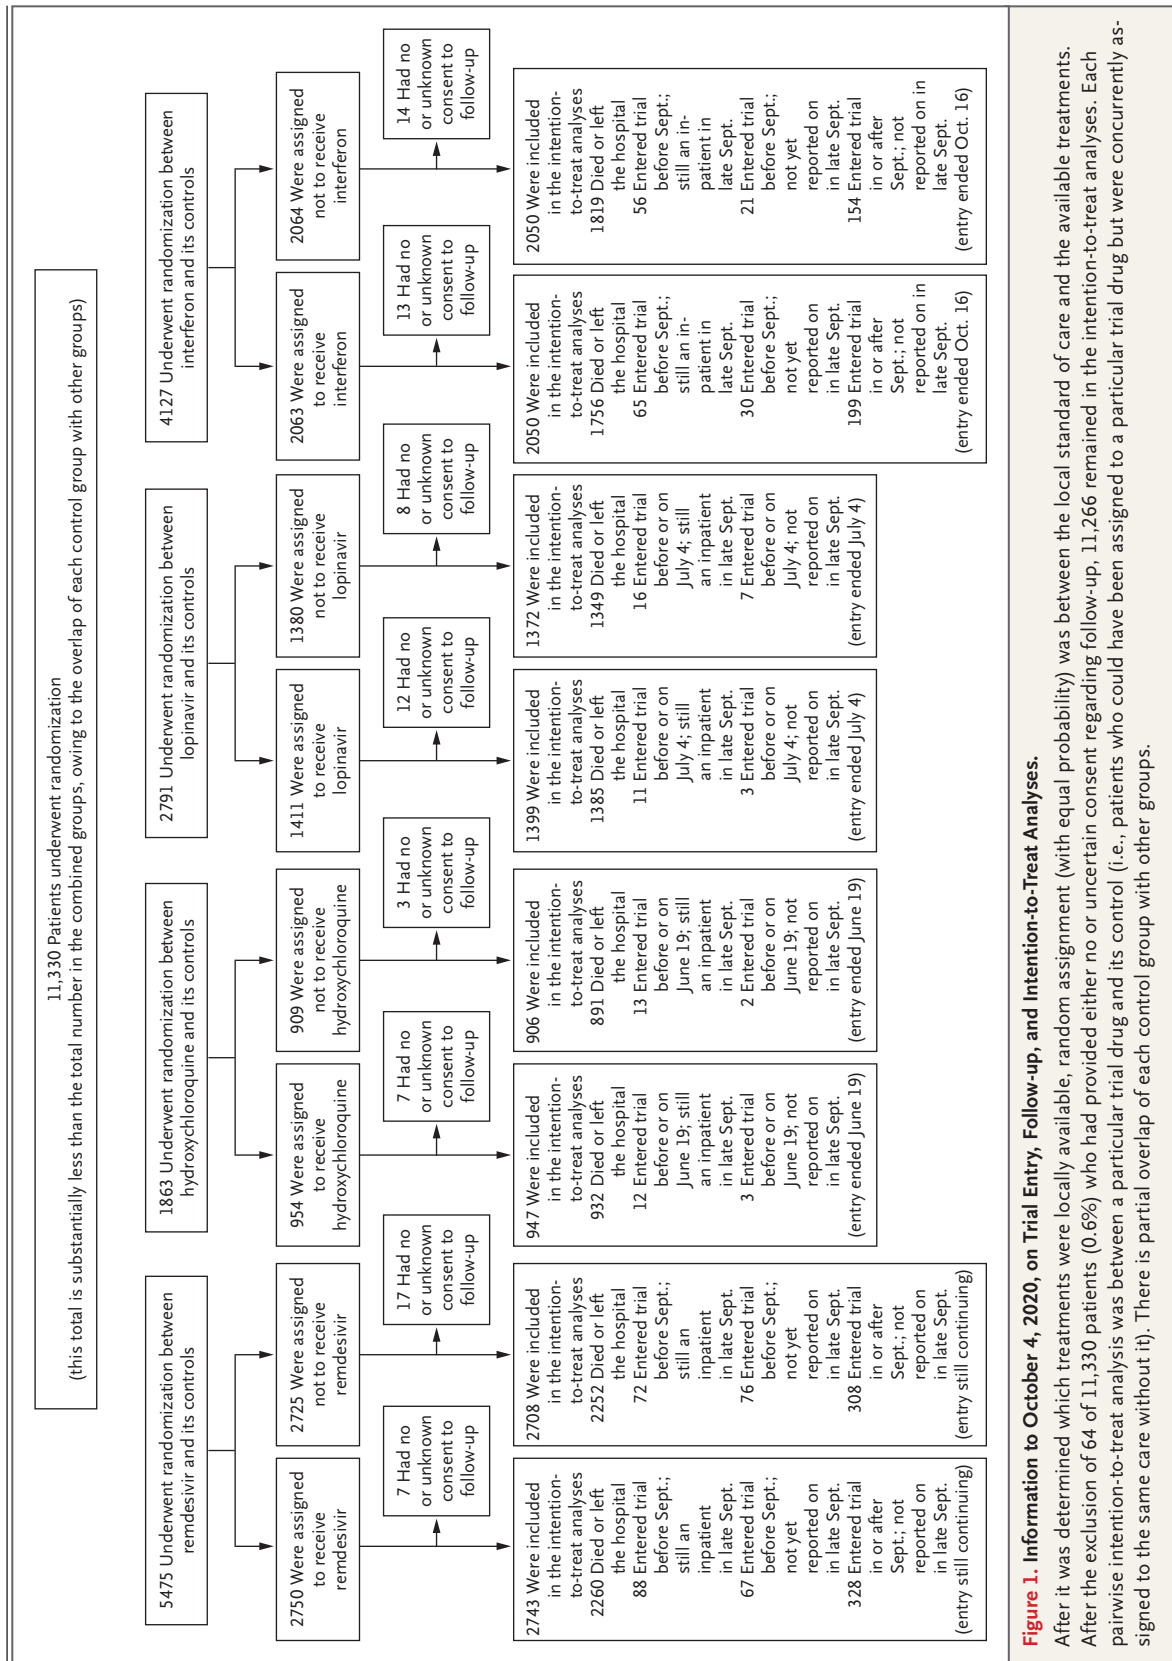 11,330 Patients underwent randomization
(this total is substantially less than the total number in the combined groups, owing to the overlap of each control group with other groups)
5475 Underwent randomization between
remdesivir and its controls
1863 Underwent randomization between
hydroxychloroquine and its controls
2791 Underwent randomization between
lopinavir and its controls
4127 Underwent randomization between
interferon and its controls
2750 Were assigned
to receive
remdesivir
2725 Were assigned
not to receive
remdesivir
954 Were assigned
to receive
hydroxychloroquine
909 Were assigned
not to receive
hydroxychloroquine
1411 Were assigned
to receive
lopinavir
1380 Were assigned
not to receive
lopinavir
2063 Were assigned
to receive
interferon
2064 Were assigned
not to receive
interferon
7 Had no
or unknown
consent to
follow-up
17 Had no
or unknown
consent to
follow-up
7 Had no
or unknown
consent to
follow-up
3 Had no
or unknown
consent to
follow-up
12 Had no
or unknown
consent to
follow-up
8 Had no
or unknown
consent to
follow-up
13 Had no
or unknown
consent to
follow-up
14 Had no
or unknown
consent to
follow-up
2743 Were included
in the intention-
to-treat analyses
2260 Died or left
the hospital
88 Entered trial
before Sept.;
still an
inpatient
in late Sept.
67 Entered trial
before Sept.;
not yet
reported on
in late Sept.
328 Entered trial
in or after
Sept.; not
reported on
in late Sept.
(entry still continuing)
2708 Were included
in the intention-
to-treat analyses
2252 Died or left
the hospital
72 Entered trial
before Sept.;
still an
inpatient
in late Sept.
76 Entered trial
before Sept.;
not yet
reported on
in late Sept.
308 Entered trial
in or after
Sept.; not
reported on
in late Sept.
(entry still continuing)
947 Were included
in the intention-
to-treat analyses
932 Died or left
the hospital
12 Entered trial
before or on
June 19; still
an inpatient
in late Sept.
3 Entered trial
before or on
June 19; not
reported on
in late Sept.
(entry ended June 19)
906 Were included
in the intention-
to-treat analyses
891 Died or left
the hospital
13 Entered trial
before or on
June 19; still
an inpatient
in late Sept.
2 Entered trial
before or on
June 19; not
reported on
in late Sept.
(entry ended June 19)
1399 Were included
in the intention-
to-treat analyses
1385 Died or left
the hospital
11 Entered trial
before or on
July 4; still
an inpatient
in late Sept.
3 Entered trial
before or on
July 4; not
reported on
in late Sept.
(entry ended July 4)
1372 Were included
in the intention-
to-treat analyses
1349 Died or left
the hospital
16 Entered trial
before or on
July 4; still
an inpatient
in late Sept.
7 Entered trial
before or on
July 4; not
reported on
in late Sept.
(entry ended July 4)
2050 Were included
in the intention-
to-treat analyses
1756 Died or left
the hospital
65 Entered trial
before Sept.;
still an in-
patient in
late Sept.
30 Entered trial
before Sept.;
not yet
reported on
in late Sept.
199 Entered trial
in or after
Sept.; not
reported on in
late Sept.
(entry ended Oct. 16)
2050 Were included
in the intention-
to-treat analyses
1819 Died or left
the hospital
56 Entered trial
before Sept.;
still an in-
patient in
late Sept.
21 Entered trial
before Sept.;
not yet
reported on
in late Sept.
154 Entered trial
in or after
Sept.; not
reported on in
late Sept.
(entry ended Oct. 16)
Figure 1. Information to October 4, 2020, on Trial Entry, Follow-up, and Intention-to-Treat Analyses.
After it was determined which treatments were locally available, random assignment (with equal probability) was between the local standard of care and the available treatments.
After the exclusion of 64 of 11,330 patients (0.6%) who had provided either no or uncertain consent regarding follow-up, 11,266 remained in the intention-to-treat analyses. Each
pairwise intention-to-treat analysis was between a particular trial drug and its control (i.e., patients who could have been assigned to a particular trial drug but were concurrently as-
signed to the same care without it). There is partial overlap of each control group with other groups.